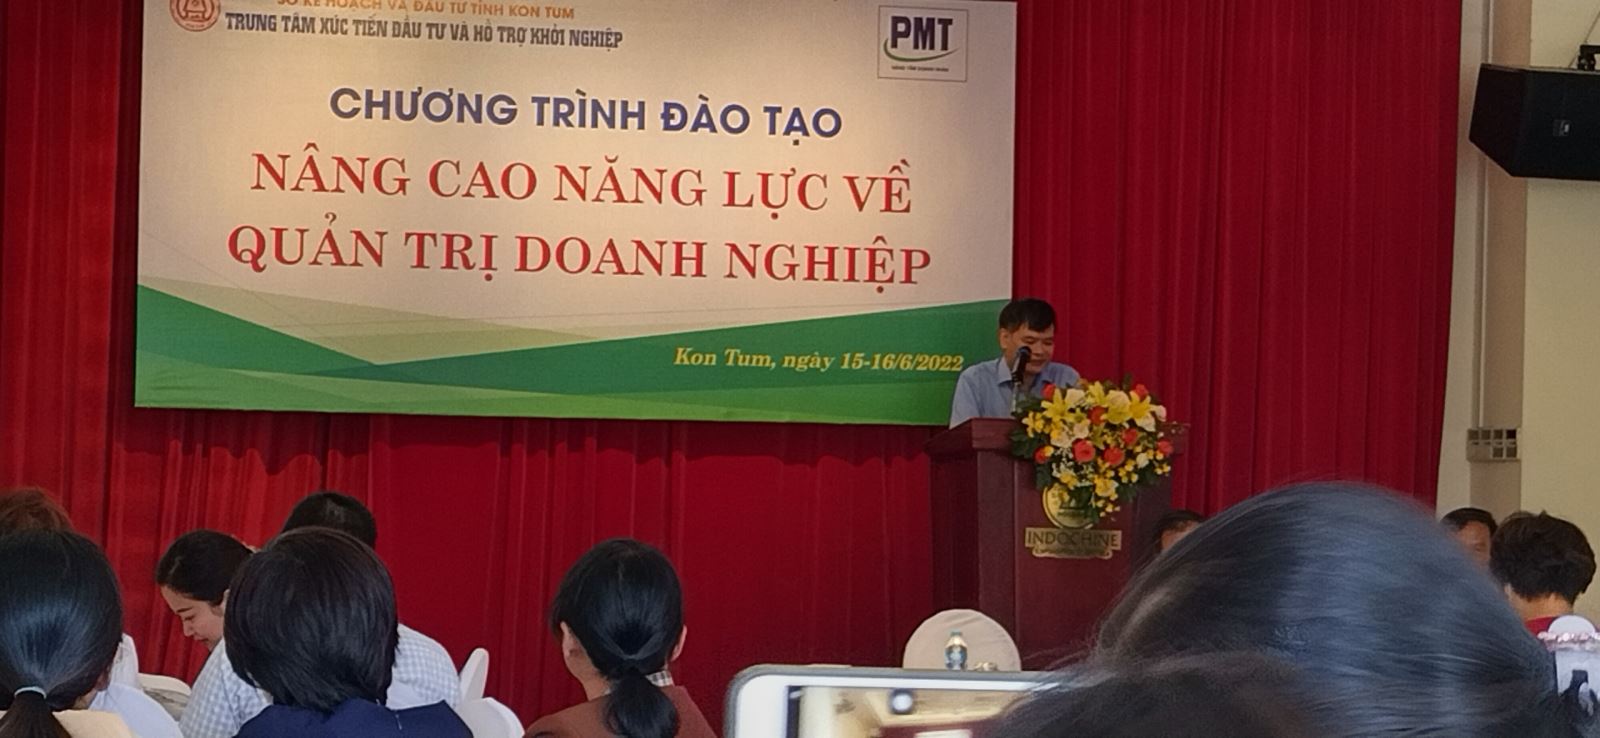 SỞ KẾ HOẠCH VÀ ĐẦU TƯ TỈNH KON TUM
TRUNG TÂM XÚC TIẾN ĐẦU TƯ VÀ HỖ TRỢ KHỞI NGHIỆP
PMT
CHƯƠNG TRÌNH ĐÀO TẠO
NÂNG CAO NĂNG LỰC VỀ
QUẢN TRỊ DOANH NGHIỆP
Kon Tum, ngày 15-16/6/2022
INDOCHINE